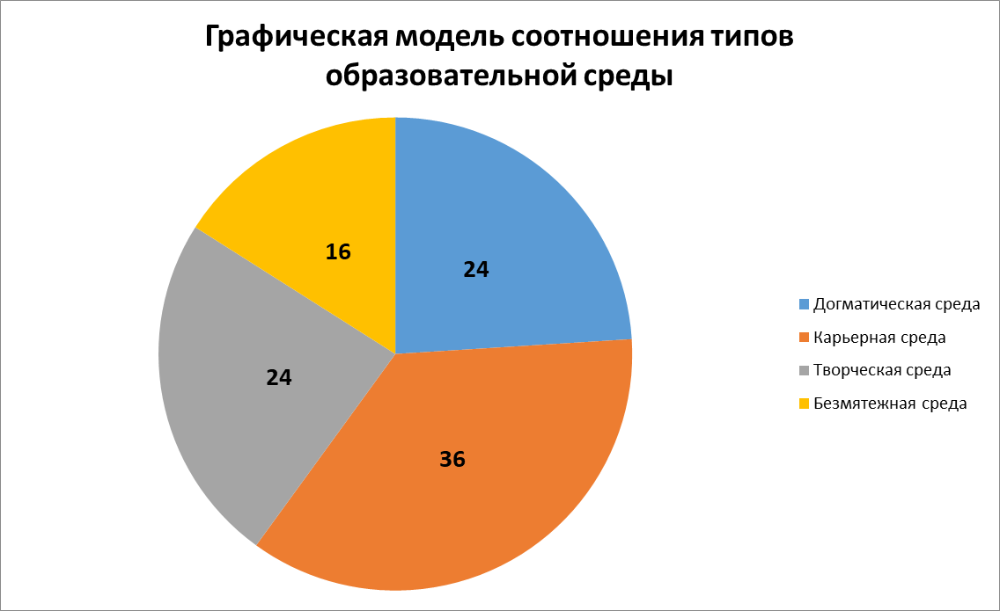 Графическая модель соотношения типов
образовательной среды
16
24
24
36
Догматическая среда
Карьерная среда
Творческая среда
Безмятежная среда